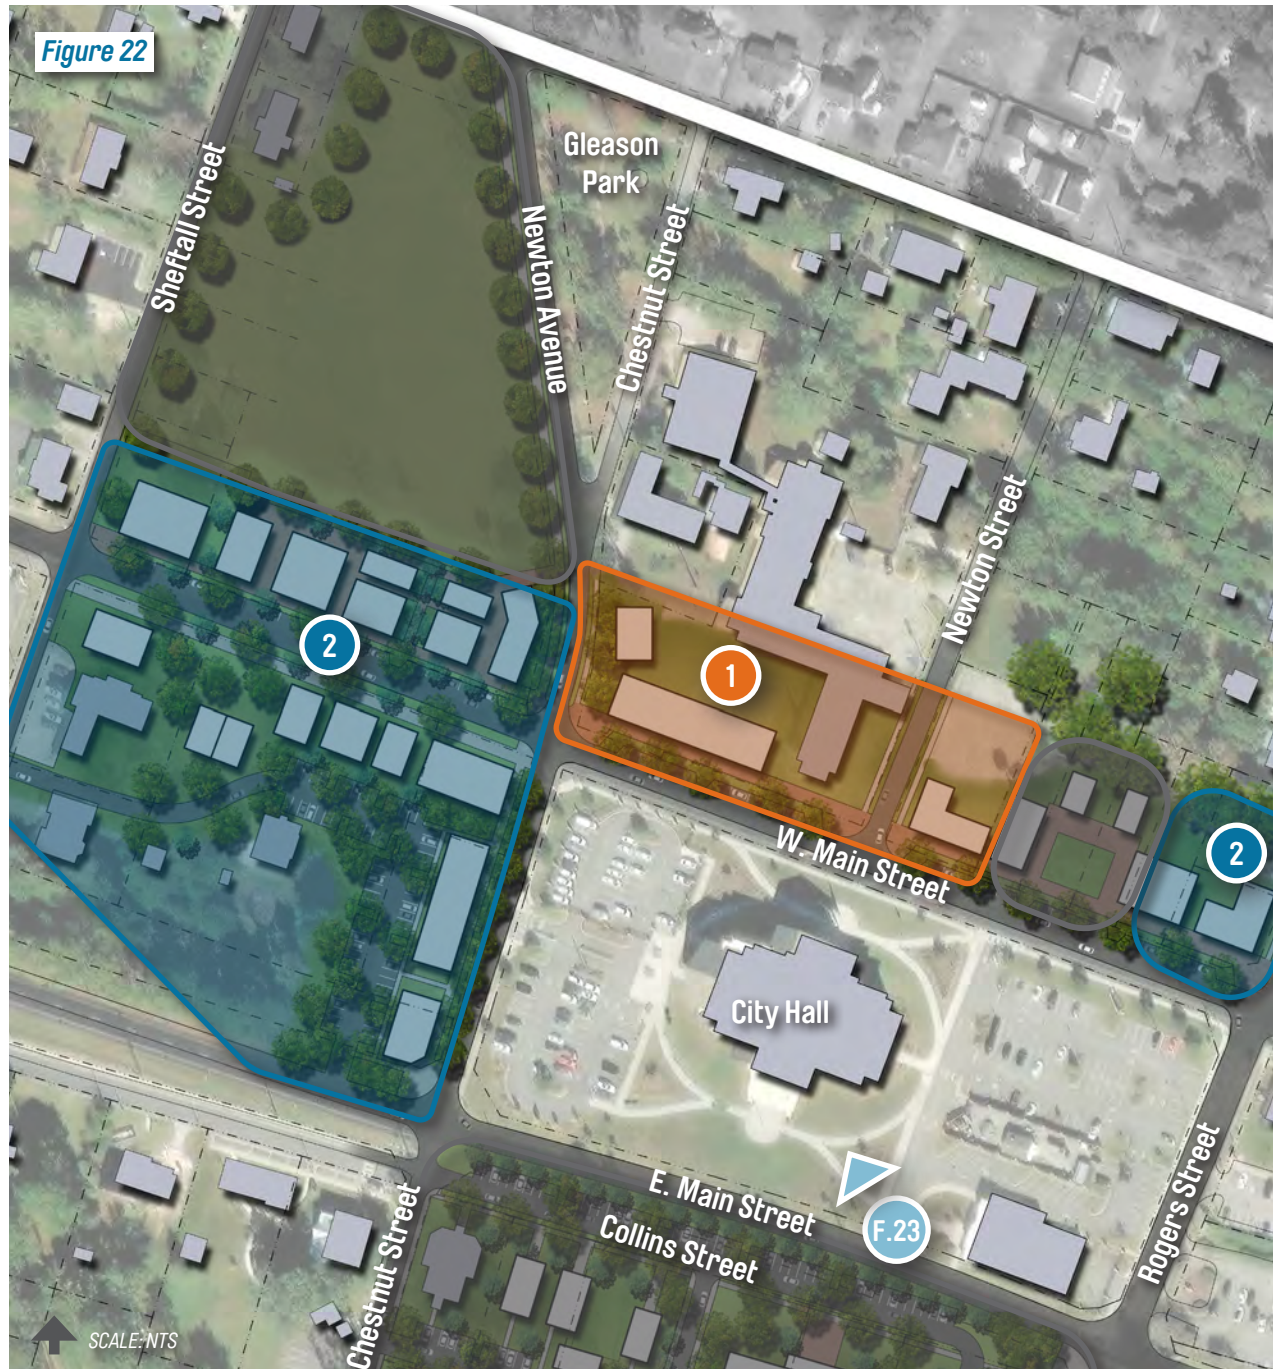 Figure 22
Gleason
Park
Sheftall Street
Newton Avenue
Chestnut Street
Newton Street
2
1
2
W. Main Street
City Hall
E. Main Street
Collins Street
F.23
Rogers Street
Chestnut Street
SCALE: NTS